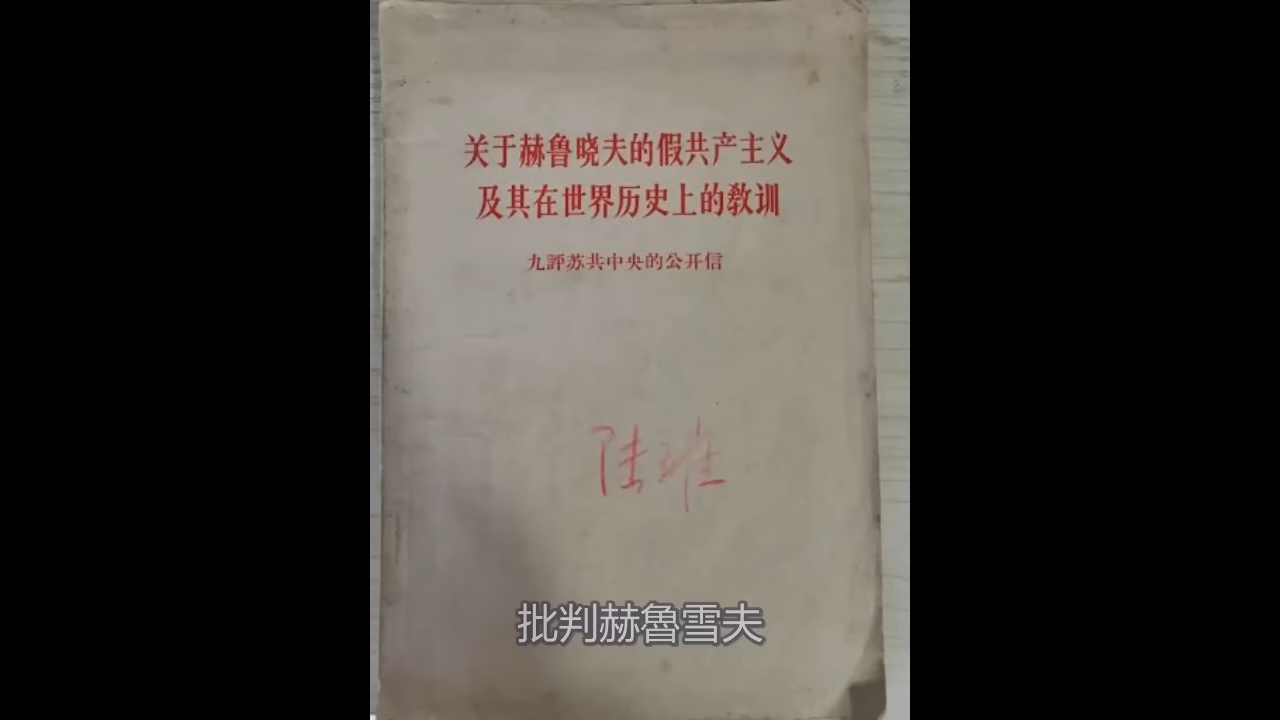 关于赫鲁晓夫的假共产主义
及其在世界历史上的教训
九評苏共中央的公开信
批判赫魯雪夫